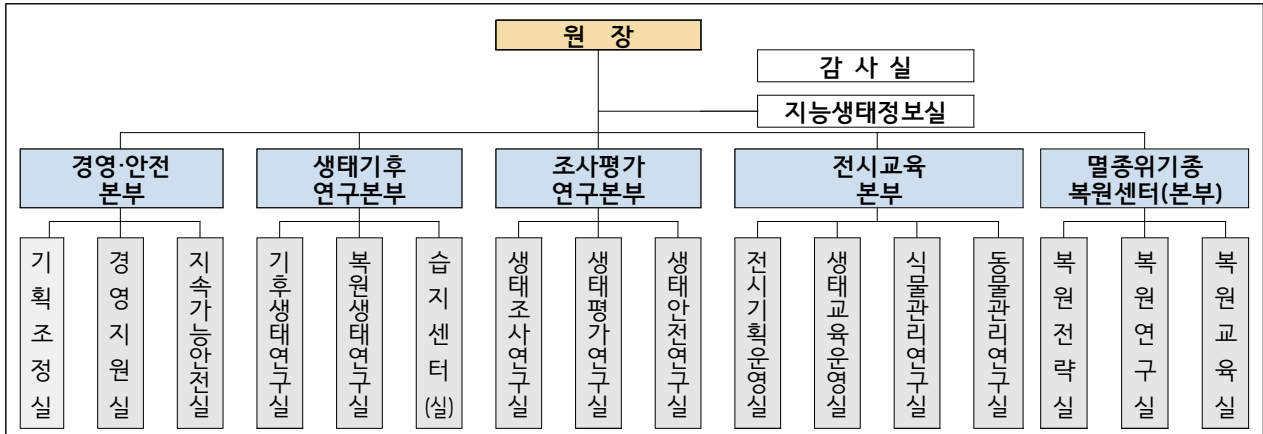 원 장
감 사 실
지능생태정보실
경영·안전
본부
생태기후
연구본부
조사평가
연구본부
전시교육
본부
멸종위기종
복원센터(본부)
기획조정실
경영지원실
지속가능안전실
기후생태연구실
복원생태연구실
습지센터(실)
생태조사연구실
생태평가연구실
생태안전연구실
전시기획운영실
생태교육운영실
식물관리연구실
동물관리연구실
복원전략실
복원연구실
복원교육실